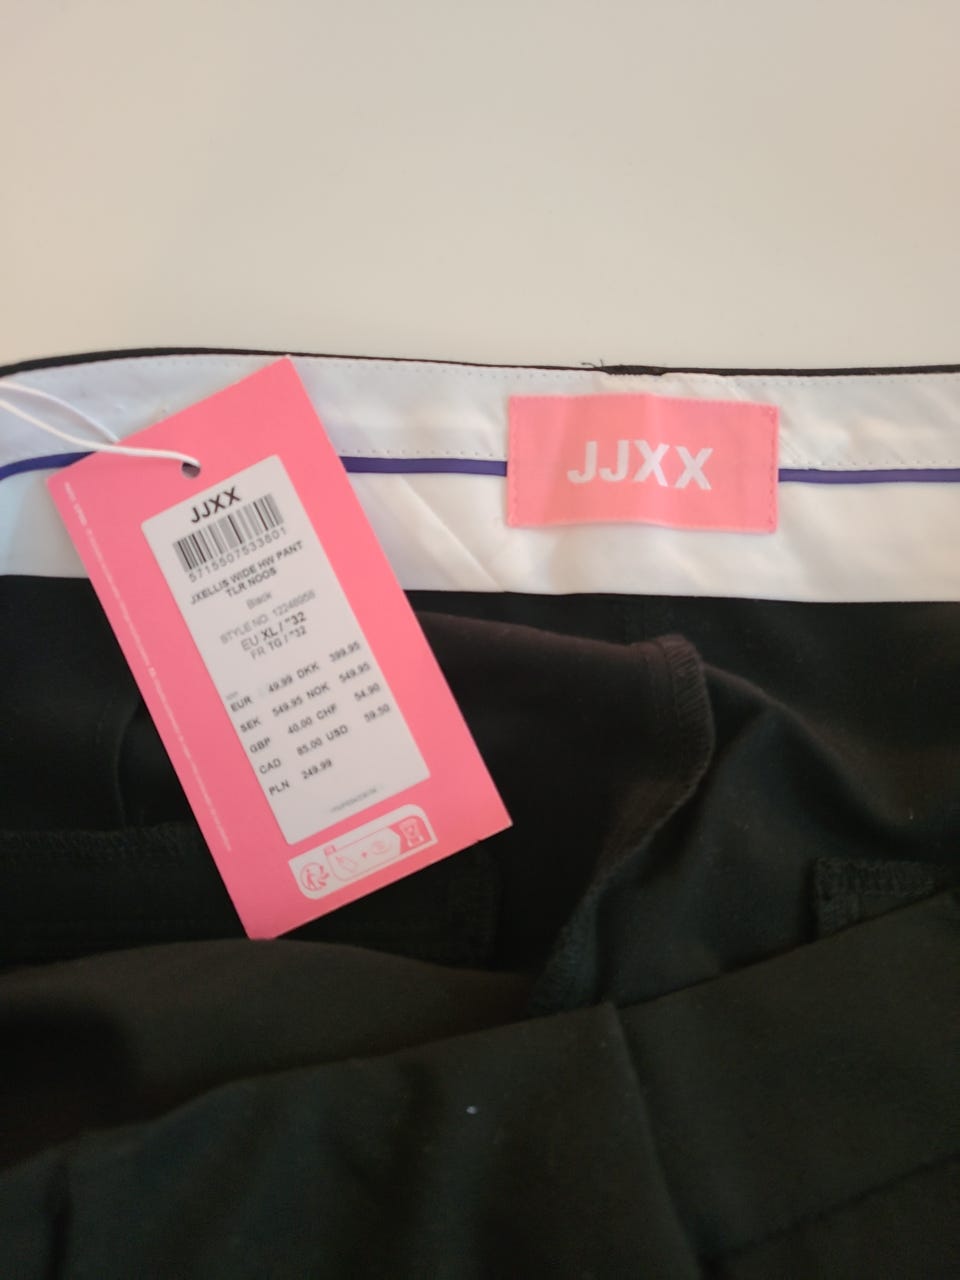 JJXX
JJXX
5715507533801
JXELLIS WIDE HW PANT
TLR NOOS
Black
STYLE NO.
EU XL / "32
FR TG / "32
EUR 49,99 DKK 399.95
SEK 549.95 NOK 549.95
GBP 40.00 CHF 54.90
CAD 85.00 USD 59.50
PLN 249.99